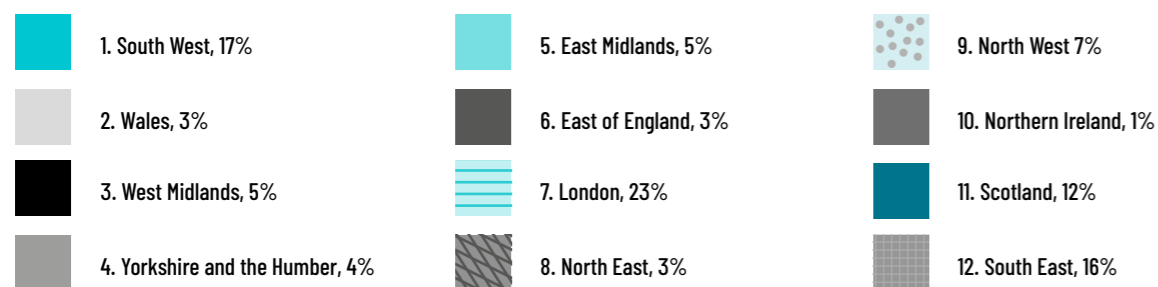 1. South West, 17%
2. Wales, 3%
3. West Midlands, 5%
4. Yorkshire and the Humber, 4%
5. East Midlands, 5%
6. East of England, 3%
7. London, 23%
8. North East, 3%
9. North West 7%
10. Northern Ireland, 1%
11. Scotland, 12%
12. South East, 16%